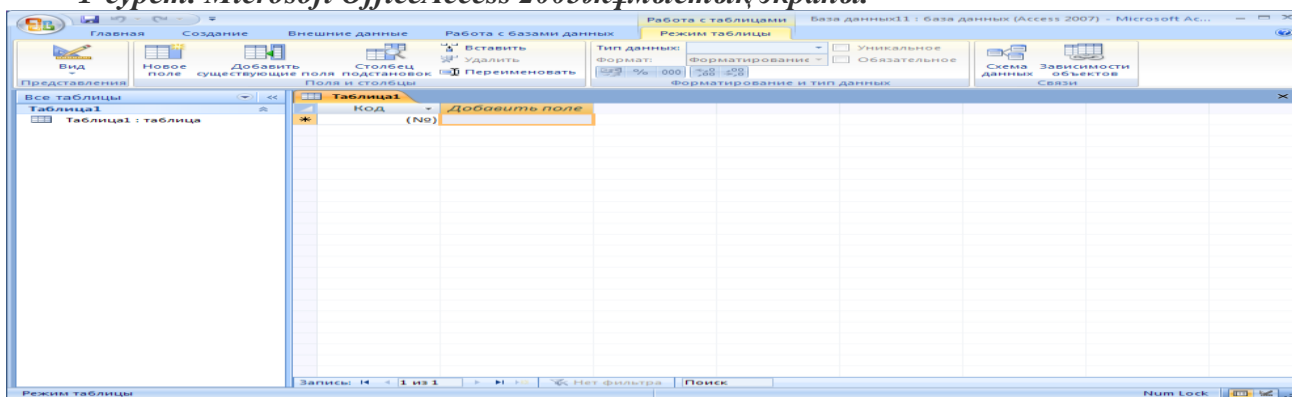 1-сурет. Microsoft OfficeAccess 2003жұмыстық экраны.
Работа с таблицами База данных11 : база данных (Access 2007) - Microsoft Ac...
Главная Создание Внешние данные Работа с базами данных Режим таблицы
Вид
Новое поле
Добавить существующие поля
Столбец подстановок
Вставить
Удалить
Переименовать
Тип данных:
Формат: Форматирование
% 000
Уникальное
Обязательное
Схема данных
Зависимости объектов
Представления Поля и столбцы Форматирование и тип данных Связи
Все таблицы
Таблица1
Таблица1 : таблица
Таблица1
Код Добавить поле
(№)
Запись: 1 из 1 Нет фильтра Поиск
Режим таблицы Num Lock